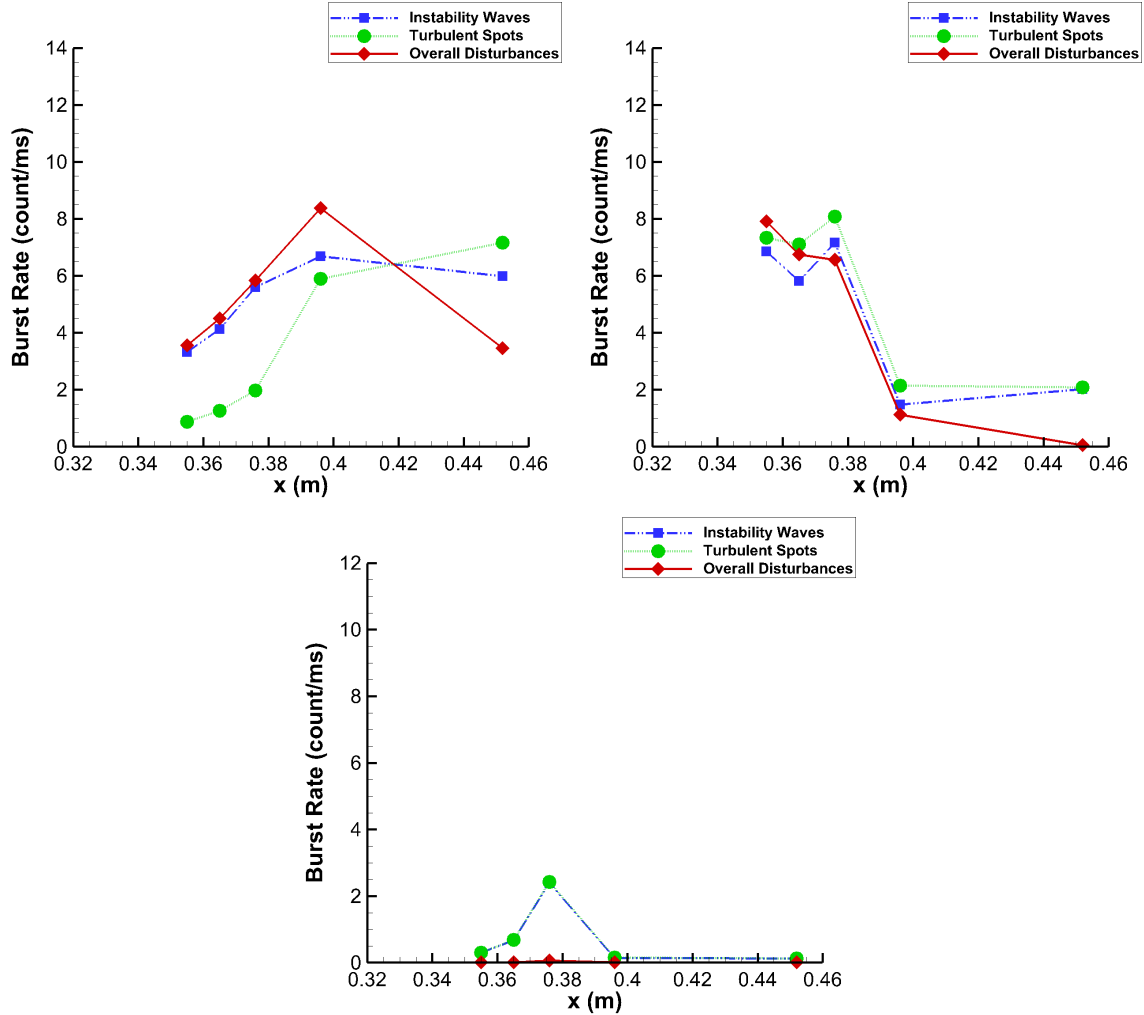 Instability Waves
Turbulent Spots
Overall Disturbances
14
12
10
8
6
4
2
0
Burst Rate (count/ms)
0.32 0.34 0.36 0.38 0.4 0.42 0.44 0.46
x (m)
Instability Waves
Turbulent Spots
Overall Disturbances
14
12
10
8
6
4
2
0
Burst Rate (count/ms)
0.32 0.34 0.36 0.38 0.4 0.42 0.44 0.46
x (m)
Instability Waves
Turbulent Spots
Overall Disturbances
12
10
8
6
4
2
0
Burst Rate (count/ms)
0.32 0.34 0.36 0.38 0.4 0.42 0.44 0.46
x (m)